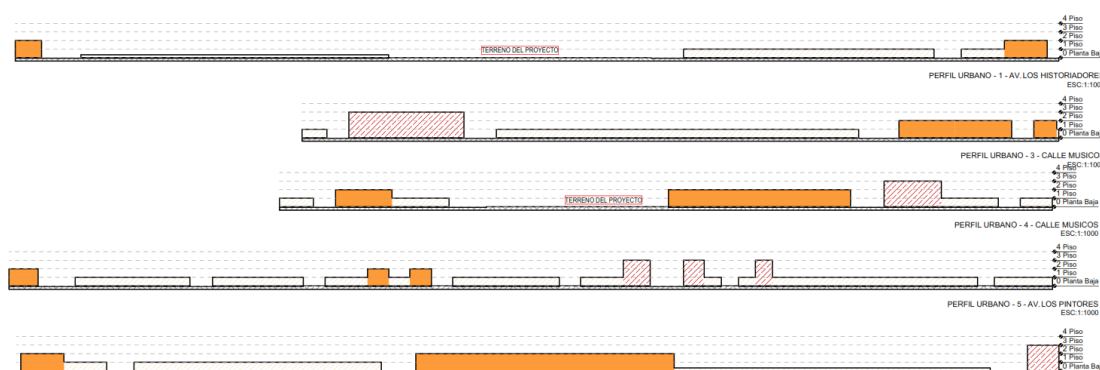 4 Piso
3 Piso
2 Piso
TERRENO DEL PROYECTO
1 Piso
0 Planta Baj
PERFIL URBANO - 1 - AV. LOS HISTORIADORE
ESC:1:100
4 Piso
3 Piso
2 Piso
1 Piso
0 Planta Baj
PERFIL URBANO - 3 - CALLE MUSICO
ESC:1:100
4 Piso
3 Piso
2 Piso
1 Piso
TERRENO DEL PROYECTO
0 Planta Baj
PERFIL URBANO - 4 - CALLE MUSICOS
ESC:1:1000
4 Piso
3 Piso
2 Piso
1 Piso
0 Planta Baja
PERFIL URBANO - 5 - AV. LOS PINTORES
ESC:1:1000
4 Piso
3 Piso
2 Piso
1 Piso
0 Planta Baj